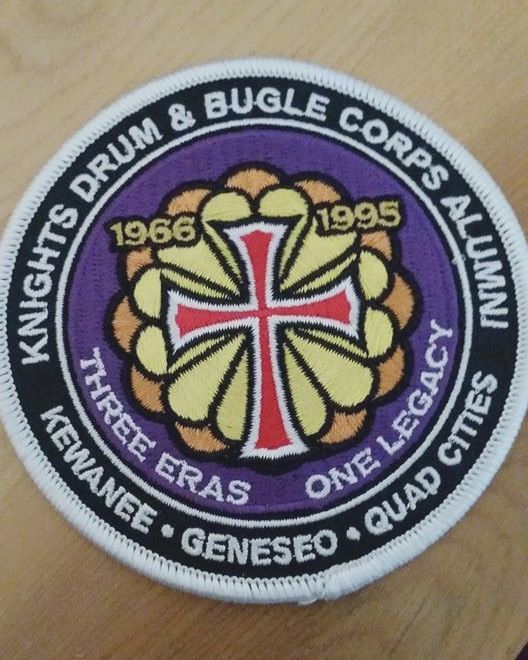 KNIGHTS DRUM & BUGLE CORPS ALUMNI
1966 1995
THREE ERAS ONE LEGACY
KEWANEE • GENESEO • QUAD CITIES